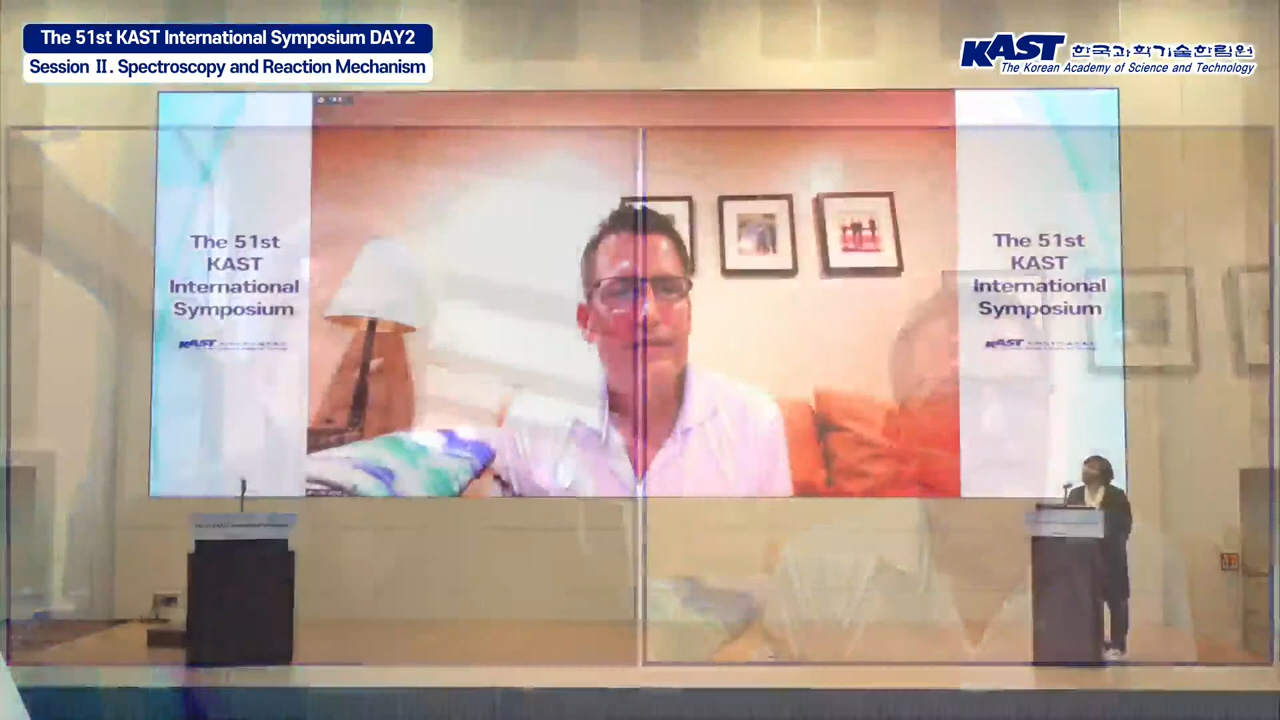 The 51st KAST International Symposium DAY2
Session Ⅱ. Spectroscopy and Reaction Mechanism
KAST 한국과학기술한림원
The Korean Academy of Science and Technology
The 51st
KAST
International
Symposium
KAST
The 51st
KAST
International
Symposium
KAST